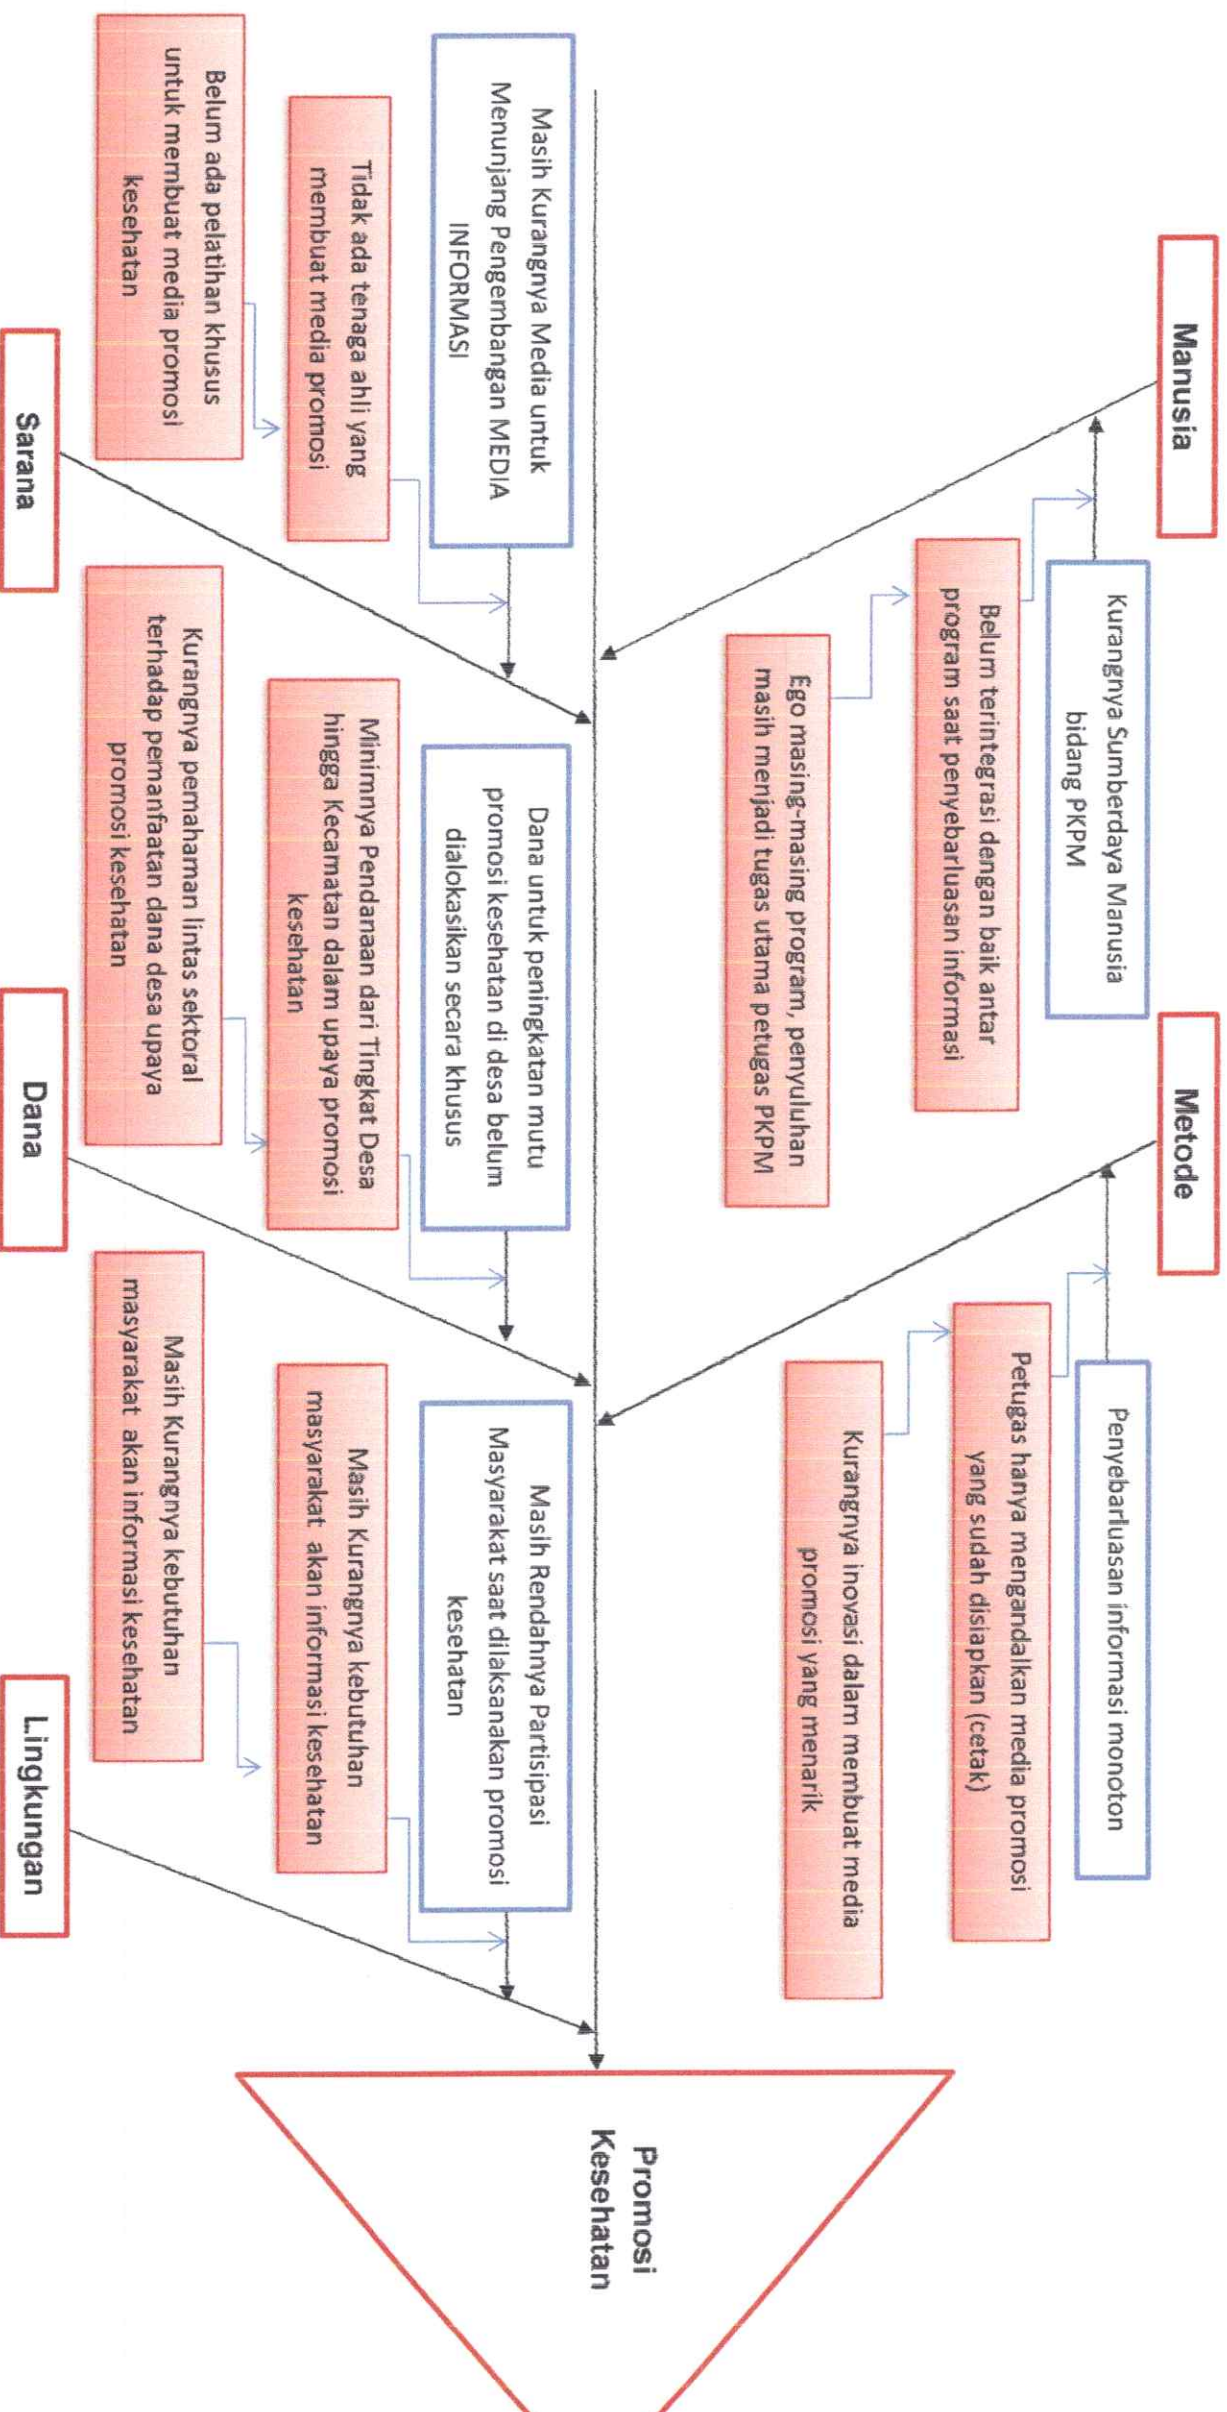 Manusia
Kurangnya Sumberdaya Manusia
bidang PKPM
Belum terintegrasi dengan baik antar
program saat penyebarluasan informasi
Ego masing-masing program, penyuluhan
masih menjadi tugas utama petugas PKPM
Metode
Penyebarluasan informasi monoton
Petugas hanya mengandalkan media promosi
yang sudah disiapkan (cetak)
Kurangnya inovasi dalam membuat media
promosi yang menarik
Promosi
Kesehatan
Masih Kurangnya Media untuk
Menunjang Pengembangan MEDIA
INFORMASI
Tidak ada tenaga ahli yang
membuat media promosi
Belum ada pelatihan khusus
untuk membuat media promosi
kesehatan
Sarana
Dana untuk peningkatan mutu
promosi kesehatan di desa belum
dialokasikan secara khusus
Minimnya Pendanaan dari Tingkat Desa
hingga Kecamatan dalam upaya promosi
kesehatan
Kurangnya pemahaman lintas sektoral
terhadap pemanfaatan dana desa upaya
promosi kesehatan
Dana
Masih Rendahnya Partisipasi
Masyarakat saat dilaksanakan promosi
kesehatan
Masih Kurangnya kebutuhan
masyarakat akan informasi kesehatan
Masih Kurangnya kebutuhan
masyarakat akan informasi kesehatan
Lingkungan